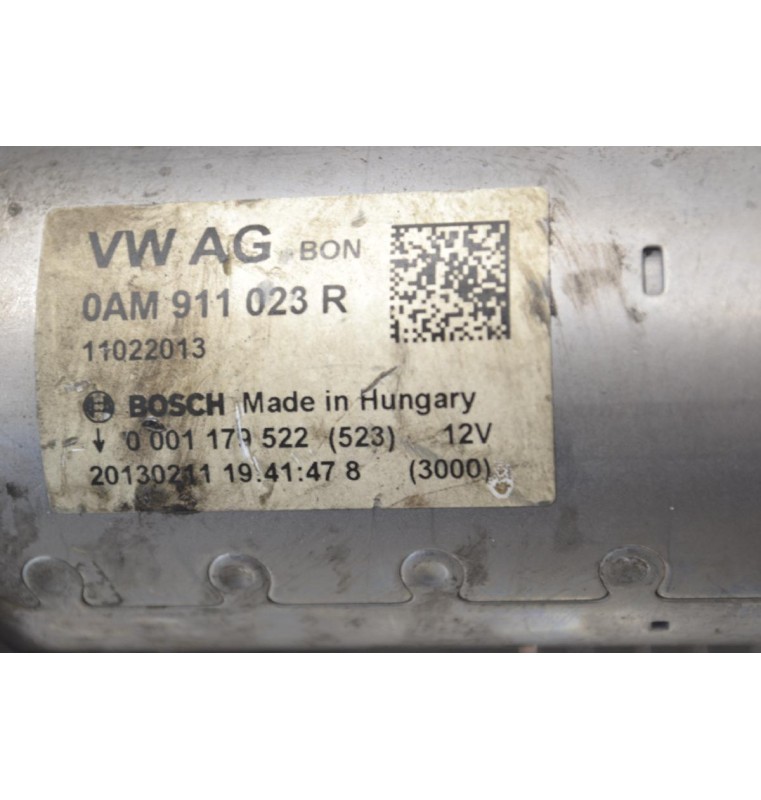 VW AG BON
0AM 911 023 R
11022013
BOSCH Made in Hungary
↓ 0 001 179 522 (523) 12V
20130211 19:41:47 8 (3000)